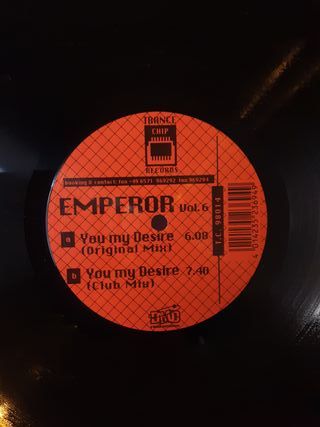 TRANCE
CHIP
RECORDS
EMPEROR Vol.6
a You my Desire 6.08
(Original Mix)
b You my Desire 7.40
(Club Mix)
T.C. 98014